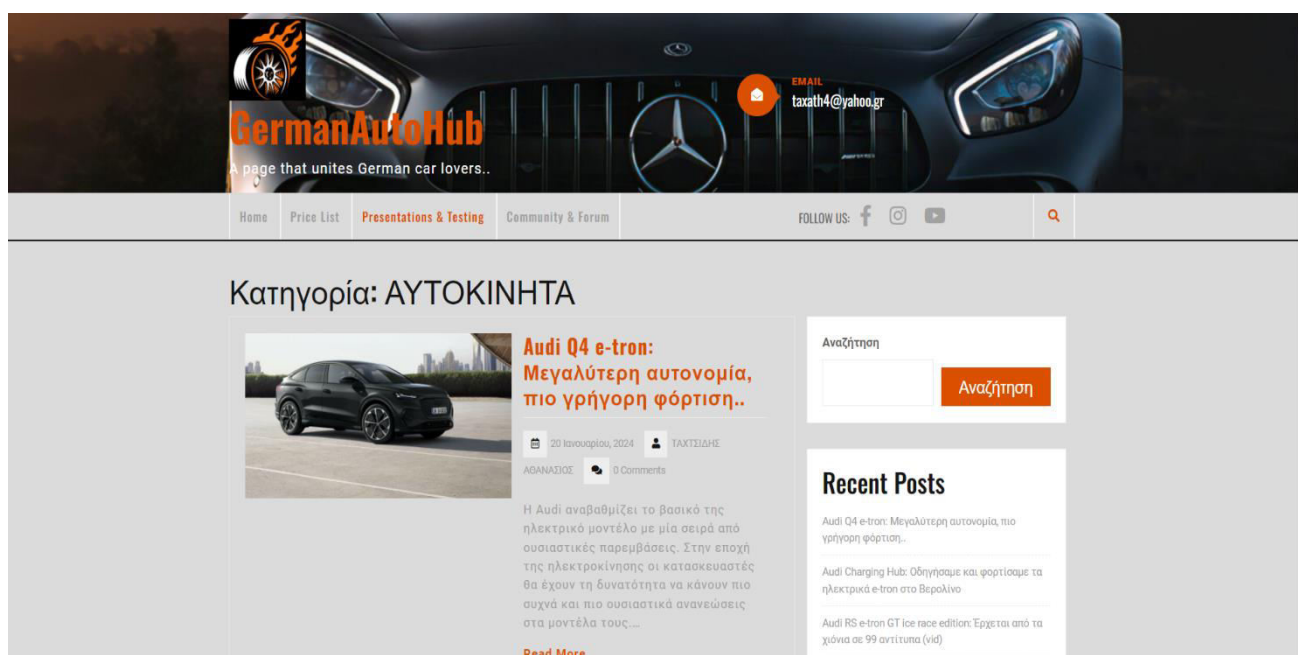 EMAIL
taxath4@yahoo.gr
GermanAutoHub
A page that unites German car lovers..
Home Price List Presentations & Testing Community & Forum FOLLOW US:
Κατηγορία: ΑΥΤΟΚΙΝΗΤΑ
Audi Q4 e-tron:
Μεγαλύτερη αυτονομία,
πιο γρήγορη φόρτιση..
20 Ιανουαρίου, 2024 ΤΑΧΤΣΙΔΗΣ
ΑΘΑΝΑΣΙΟΣ 0 Comments
Η Audi αναβαθμίζει το βασικό της
ηλεκτρικό μοντέλο με μία σειρά από
ουσιαστικές παρεμβάσεις. Στην εποχή
της ηλεκτροκίνησης οι κατασκευαστές
θα έχουν τη δυνατότητα να κάνουν πιο
συχνά και πιο ουσιαστικά ανανεώσεις
στα μοντέλα τους....
Read More
Αναζήτηση
Αναζήτηση
Recent Posts
Audi Q4 e-tron: Μεγαλύτερη αυτονομία, πιο
γρήγορη φόρτιση..
Audi Charging Hub: Οδηγήσαμε και φορτίσαμε τα
ηλεκτρικά e-tron στο Βερολίνο
Audi RS e-tron GT ice race edition: Έρχεται από τα
χιόνια σε 99 αντίτυπα (vid)